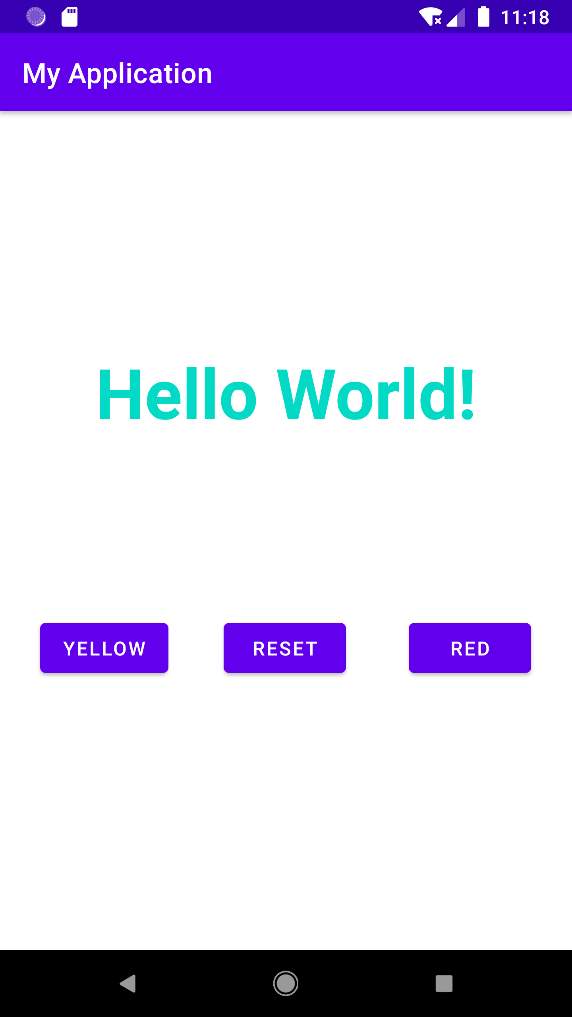 11:18
My Application
Hello World!
YELLOW RESET RED